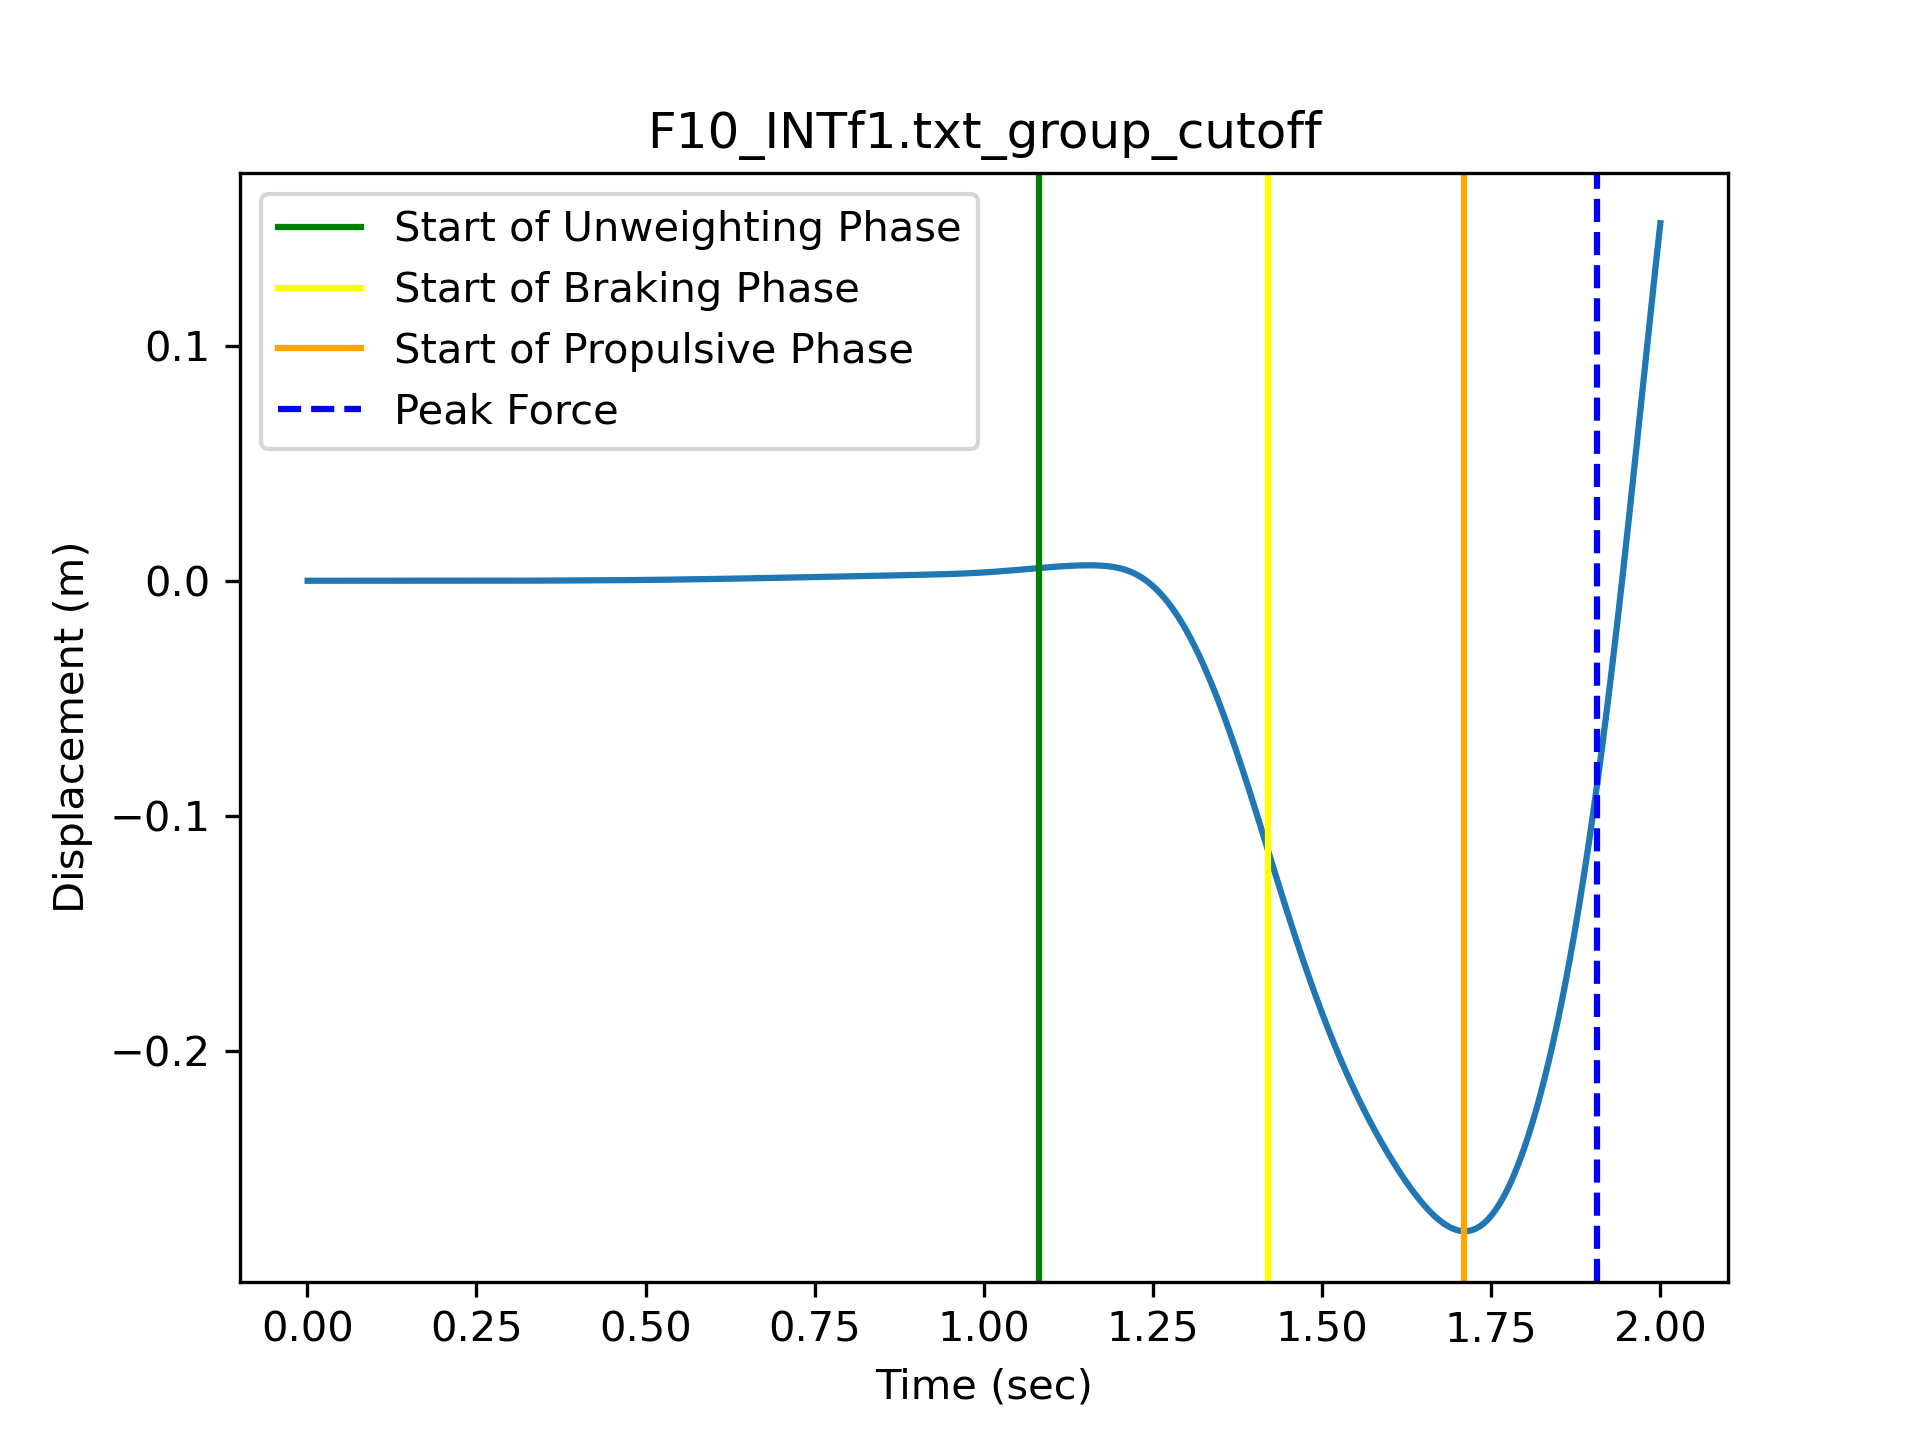 F10_INTf1.txt_group_cutoff
Start of Unweighting Phase
Start of Braking Phase
Start of Propulsive Phase
Peak Force
0.1
0.0
−0.1
−0.2
Displacement (m)
0.00 0.25 0.50 0.75 1.00 1.25 1.50 1.75 2.00
Time (sec)